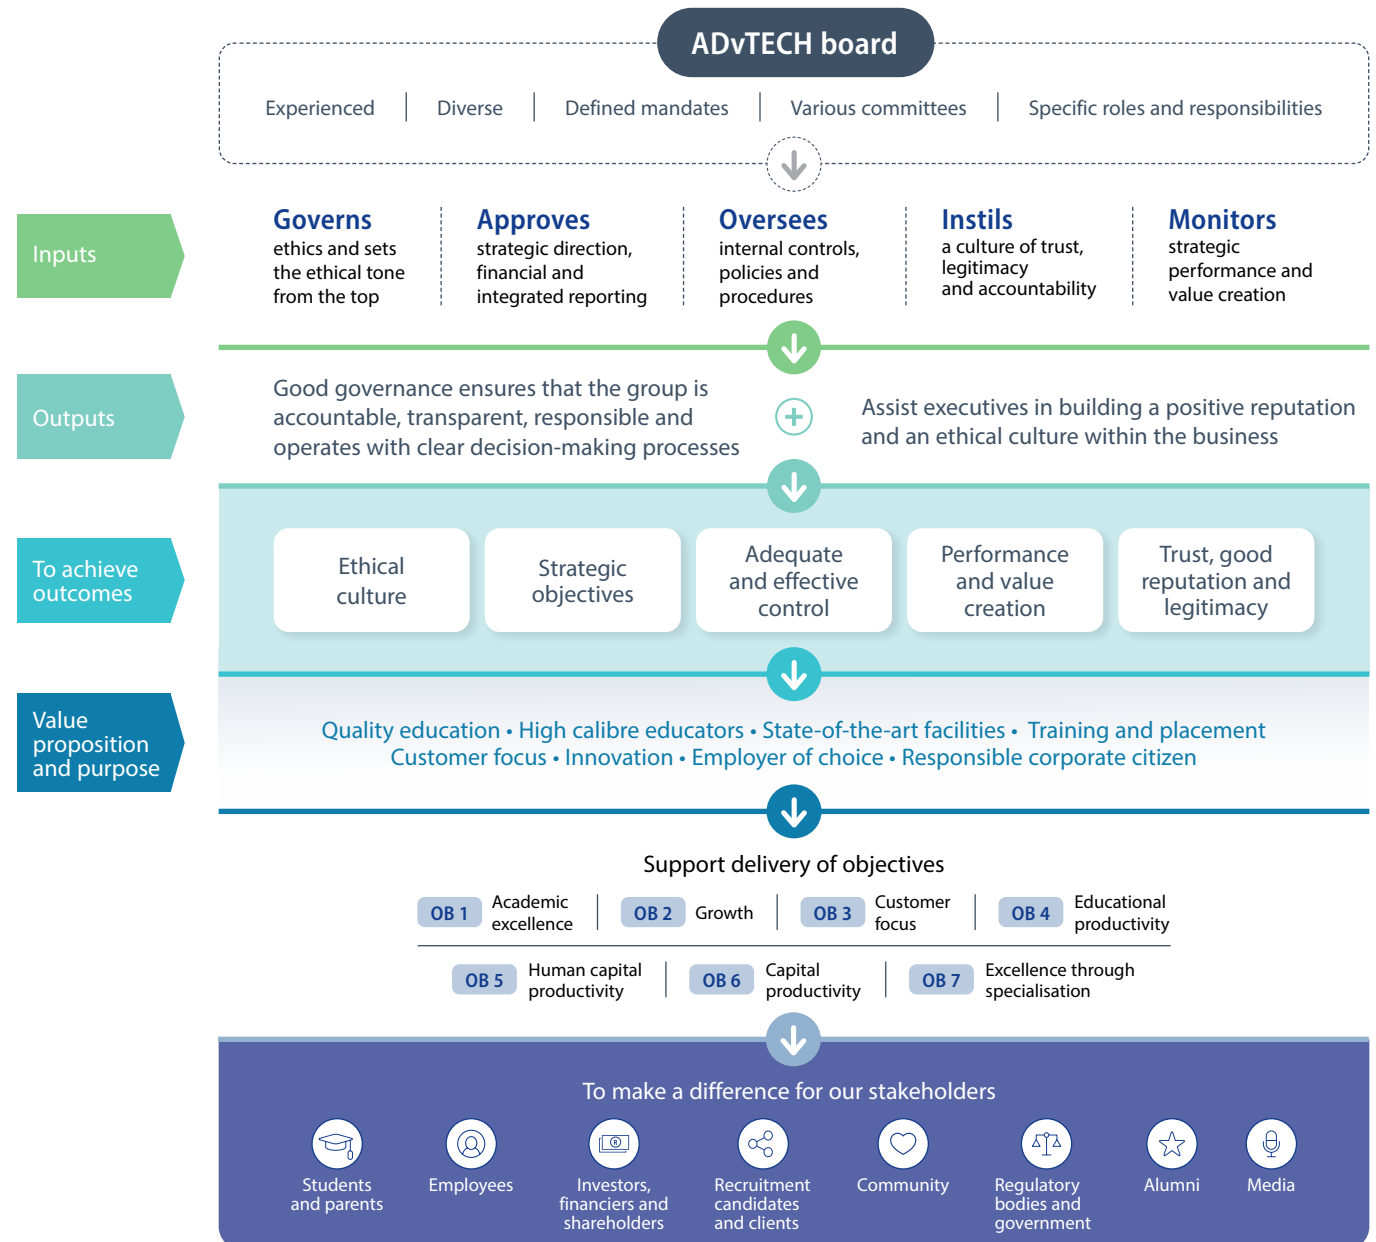 ADvTECH board
Experienced
Diverse
Defined mandates
Various committees
Specific roles and responsibilities
Inputs
Governs
ethics and sets
the ethical tone
from the top
Approves
strategic direction,
financial and
integrated reporting
Oversees
internal controls,
policies and
procedures
Instils
a culture of trust,
legitimacy
and accountability
Monitors
strategic
performance and
value creation
Outputs
Good governance ensures that the group is
accountable, transparent, responsible and
operates with clear decision-making processes
Assist executives in building a positive reputation
and an ethical culture within the business
To achieve
outcomes
Ethical
culture
Strategic
objectives
Adequate
and effective
control
Performance
and value
creation
Trust, good
reputation and
legitimacy
Value
proposition
and purpose
Quality education • High calibre educators • State-of-the-art facilities • Training and placement
Customer focus • Innovation • Employer of choice • Responsible corporate citizen
Support delivery of objectives
OB 1
Academic
excellence
OB 2
Growth
OB 3
Customer
focus
OB 4
Educational
productivity
OB 5
Human capital
productivity
OB 6
Capital
productivity
OB 7
Excellence through
specialisation
To make a difference for our stakeholders
Students
and parents
Employees
Investors,
financiers and
shareholders
Recruitment
candidates
and clients
Community
Regulatory
bodies and
government
Alumni
Media